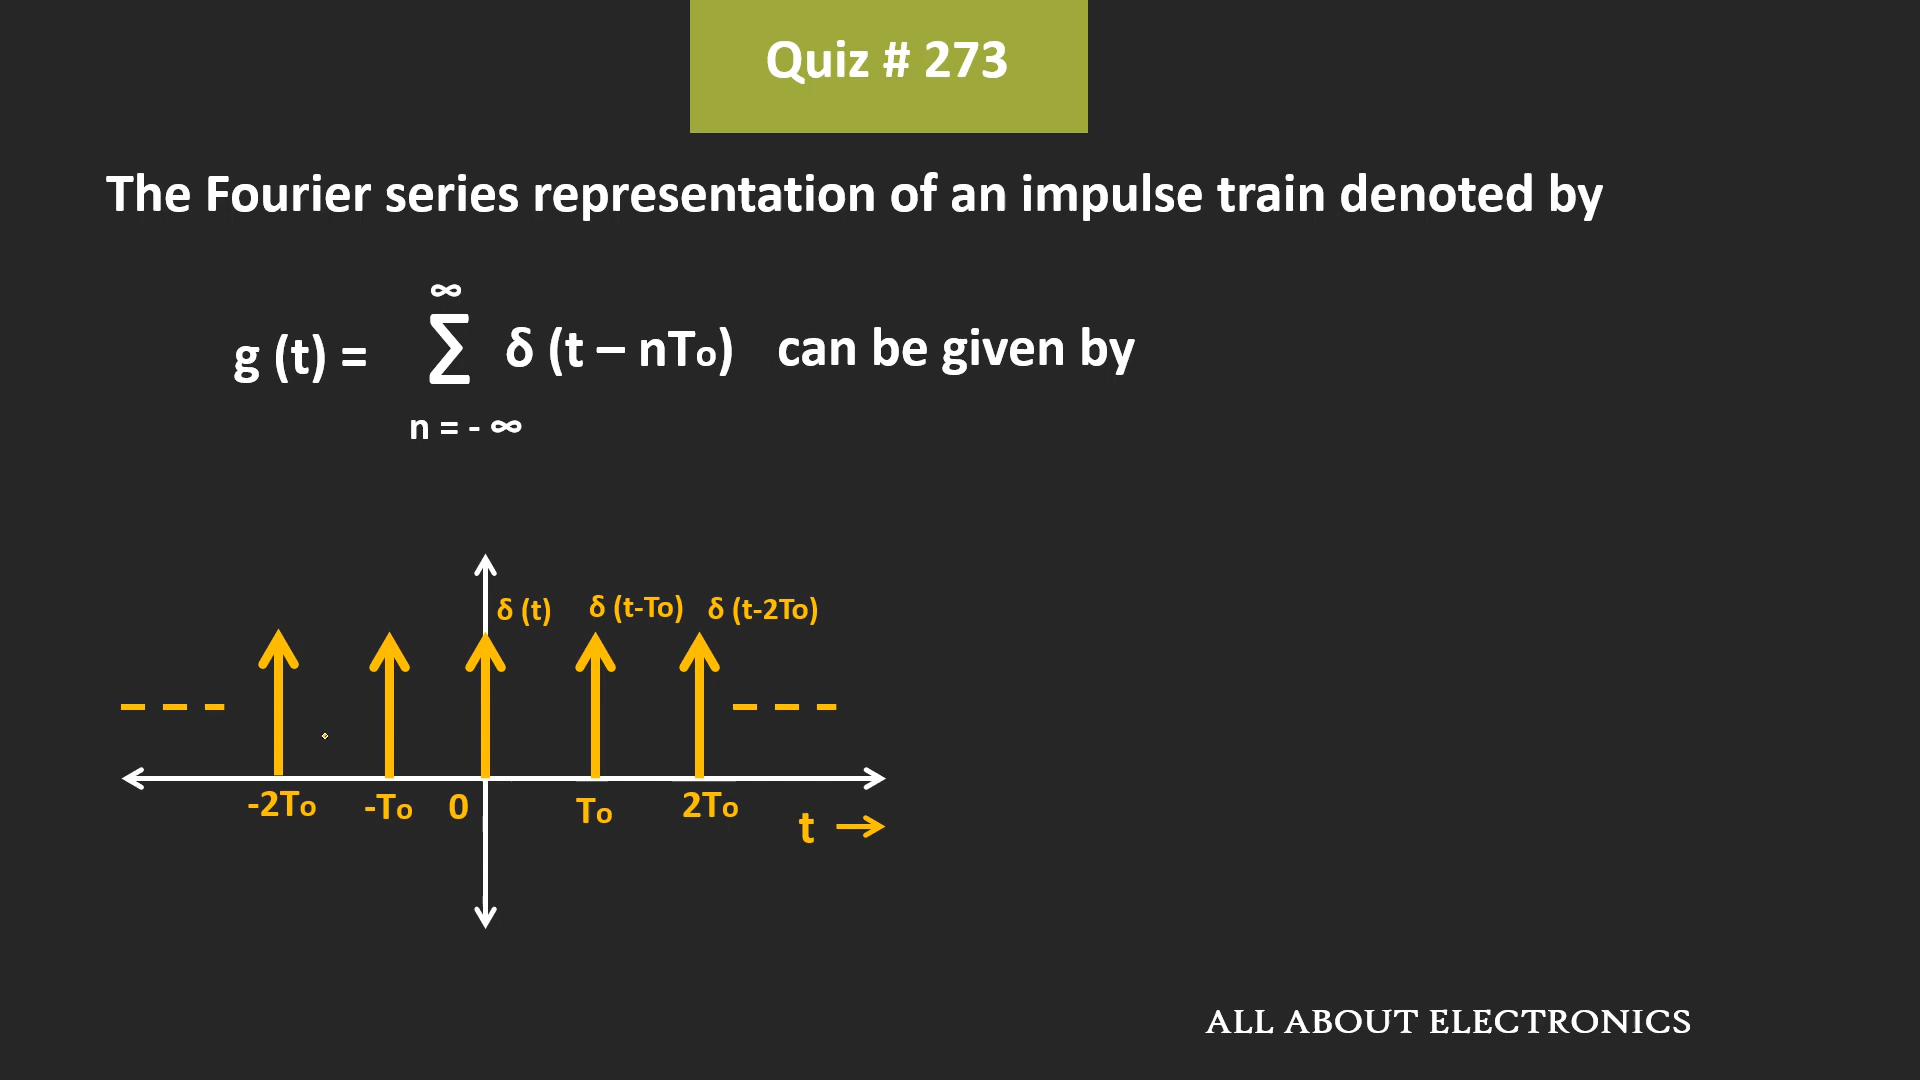 Quiz # 273
The Fourier series representation of an impulse train denoted by
∞
g (t) = Σ δ (t – nTo) can be given by
n = - ∞
δ (t) δ (t-To) δ (t-2To)
-2To -To 0 To 2To
t
ALL ABOUT ELECTRONICS